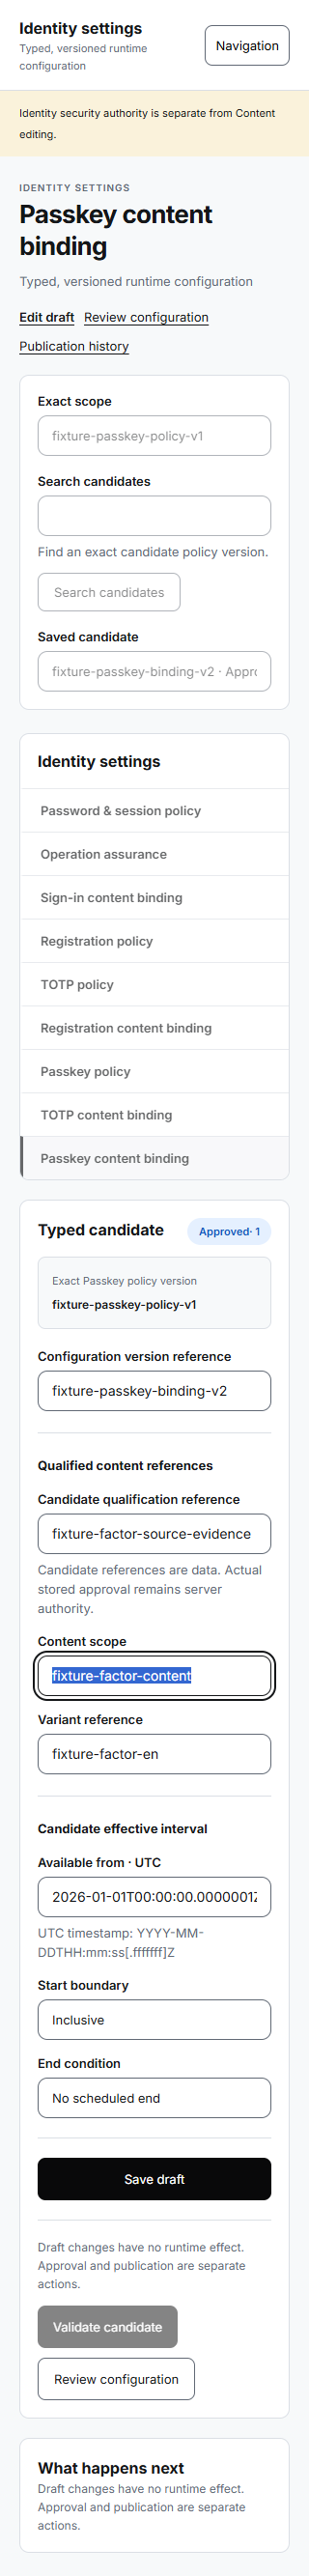 Identity settings
Typed, versioned runtime
configuration
Navigation
Identity security authority is separate from Content
editing.
IDENTITY SETTINGS
Passkey content
binding
Typed, versioned runtime configuration
Edit draft Review configuration
Publication history
Exact scope
fixture-passkey-policy-v1
Search candidates
Find an exact candidate policy version.
Search candidates
Saved candidate
fixture-passkey-binding-v2 · Appro
Identity settings
Password & session policy
Operation assurance
Sign-in content binding
Registration policy
TOTP policy
Registration content binding
Passkey policy
TOTP content binding
Passkey content binding
Typed candidate
Approved· 1
Exact Passkey policy version
fixture-passkey-policy-v1
Configuration version reference
fixture-passkey-binding-v2
Qualified content references
Candidate qualification reference
fixture-factor-source-evidence
Candidate references are data. Actual
stored approval remains server
authority.
Content scope
fixture-factor-content
Variant reference
fixture-factor-en
Candidate effective interval
Available from · UTC
2026-01-01T00:00:00.0000001Z
UTC timestamp: YYYY-MM-
DDTHH:mm:ss[.fffffff]Z
Start boundary
Inclusive
End condition
No scheduled end
Save draft
Draft changes have no runtime effect.
Approval and publication are separate
actions.
Validate candidate
Review configuration
What happens next
Draft changes have no runtime effect.
Approval and publication are separate
actions.